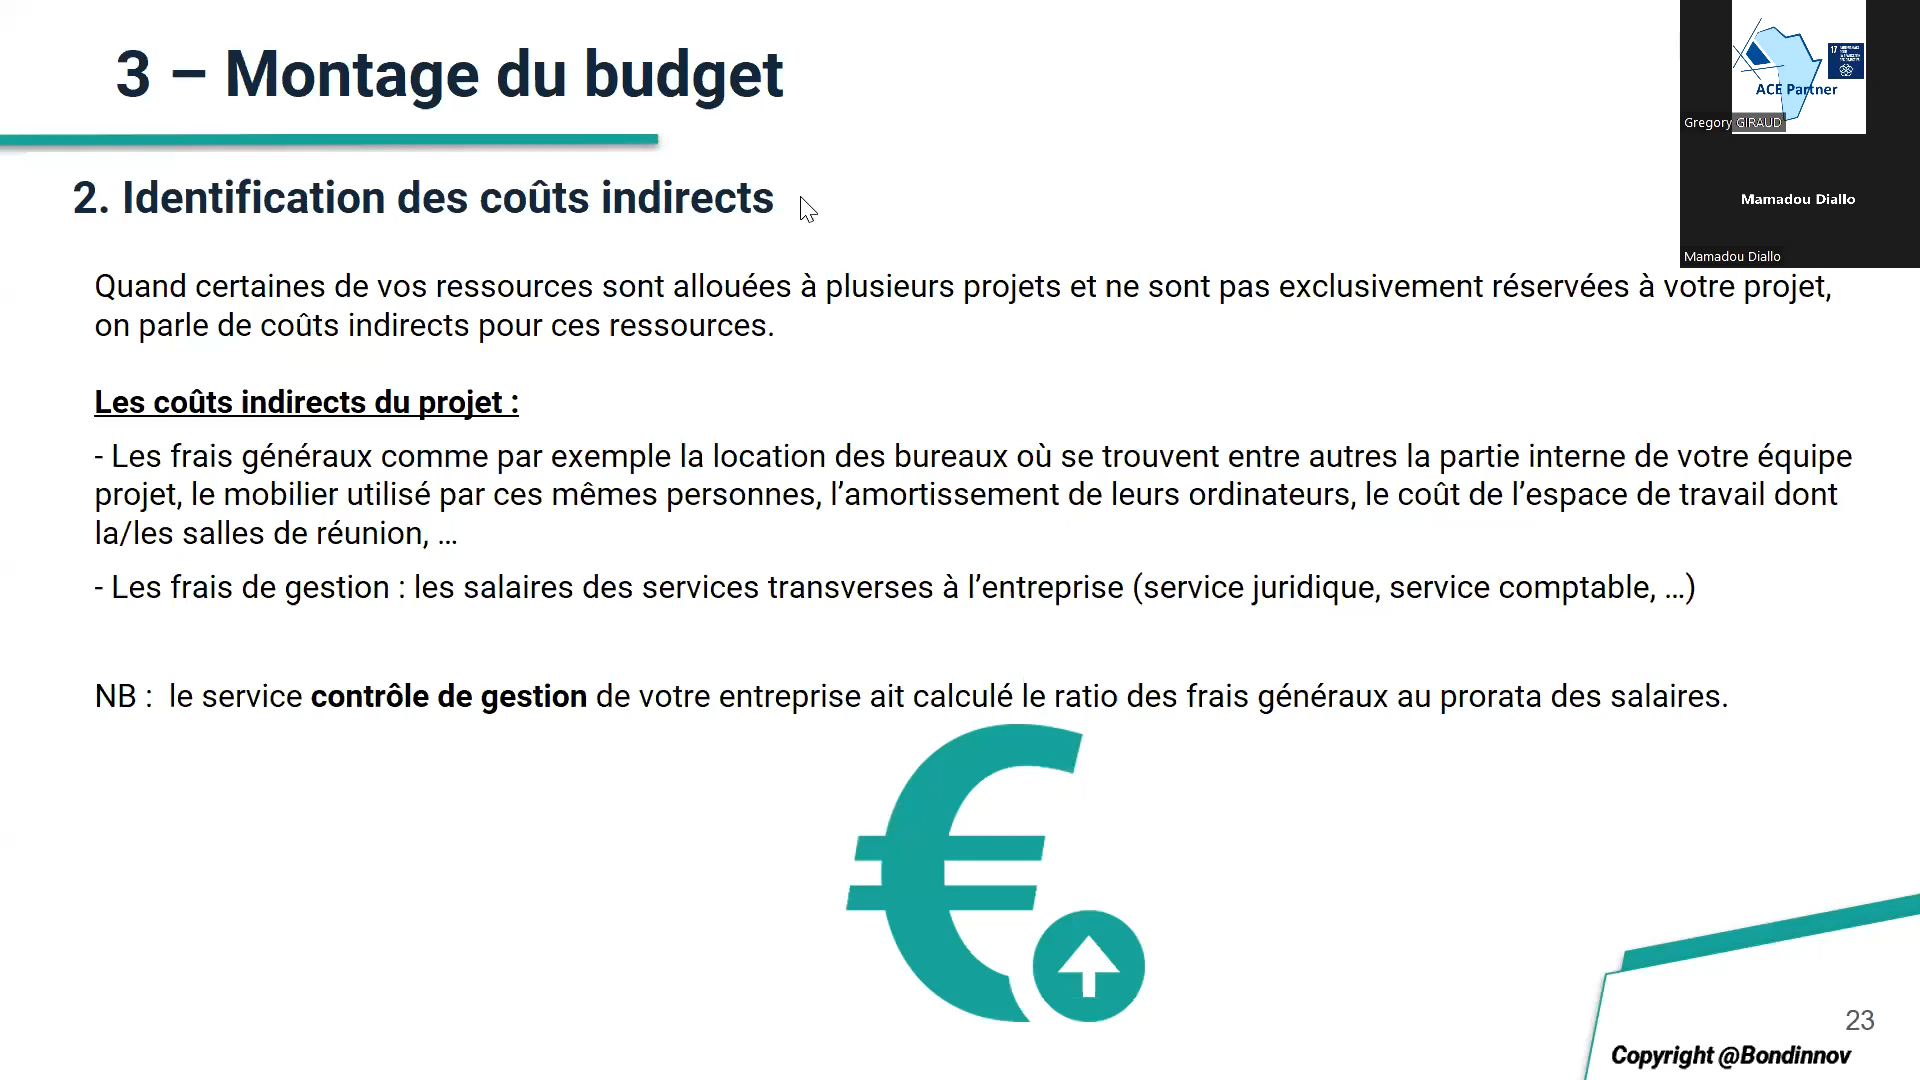 3 – Montage du budget
ACE Partner
17
Gregory GIRAUD
Mamadou Diallo
Mamadou Diallo
2. Identification des coûts indirects
Quand certaines de vos ressources sont allouées à plusieurs projets et ne sont pas exclusivement réservées à votre projet,
on parle de coûts indirects pour ces ressources.
Les coûts indirects du projet :
- Les frais généraux comme par exemple la location des bureaux où se trouvent entre autres la partie interne de votre équipe
projet, le mobilier utilisé par ces mêmes personnes, l’amortissement de leurs ordinateurs, le coût de l’espace de travail dont
la/les salles de réunion, …
- Les frais de gestion : les salaires des services transverses à l’entreprise (service juridique, service comptable, …)
NB :  le service contrôle de gestion de votre entreprise ait calculé le ratio des frais généraux au prorata des salaires.
€
23
Copyright @Bondinnov